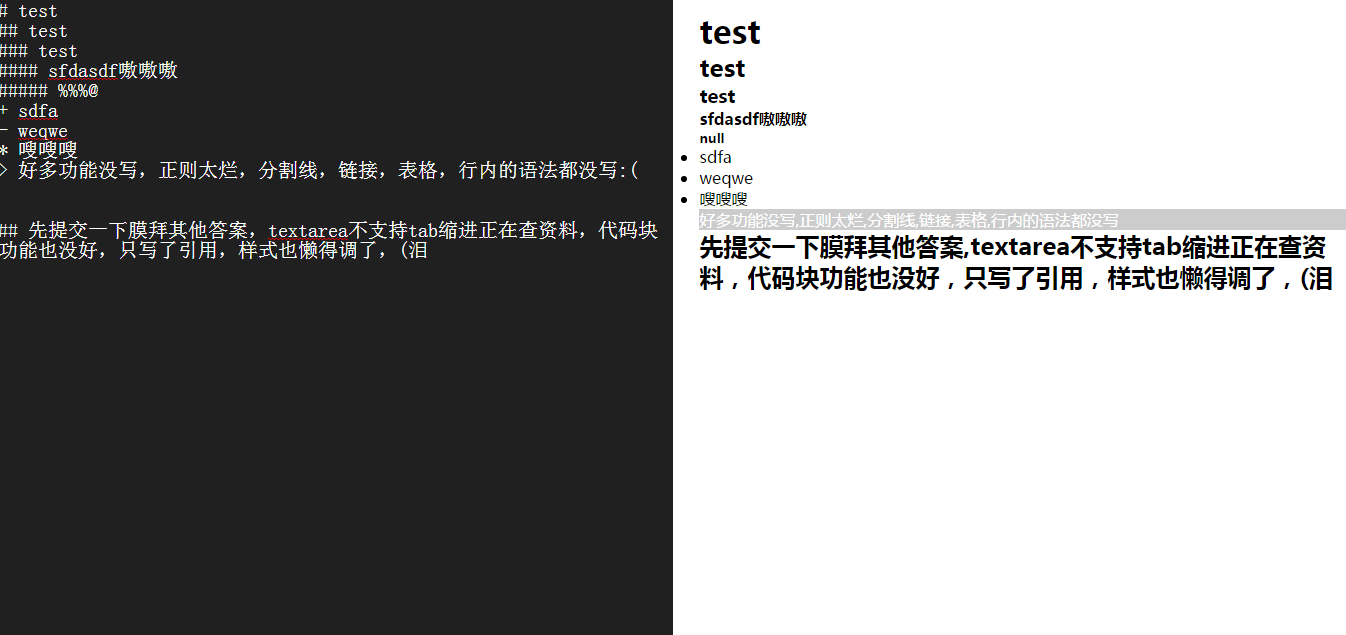 # test
## test
### test
#### sfdasdf嗷嗷嗷
##### %%%@
+ sdfa
- weqwe
* 嗖嗖嗖
> 好多功能没写，正则太烂，分割线，链接，表格，行内的语法都没写:(
## 先提交一下膜拜其他答案，textarea不支持tab缩进正在查资料，代码块
功能也没好，只写了引用，样式也懒得调了，(泪
test
test
test
sfdasdf嗷嗷嗷
null
• sdfa
• weqwe
• 嗖嗖嗖
好多功能没写,正则太烂,分割线,链接,表格,行内的语法都没写
先提交一下膜拜其他答案,textarea不支持tab缩进正在查资
料，代码块功能也没好，只写了引用，样式也懒得调了，(泪